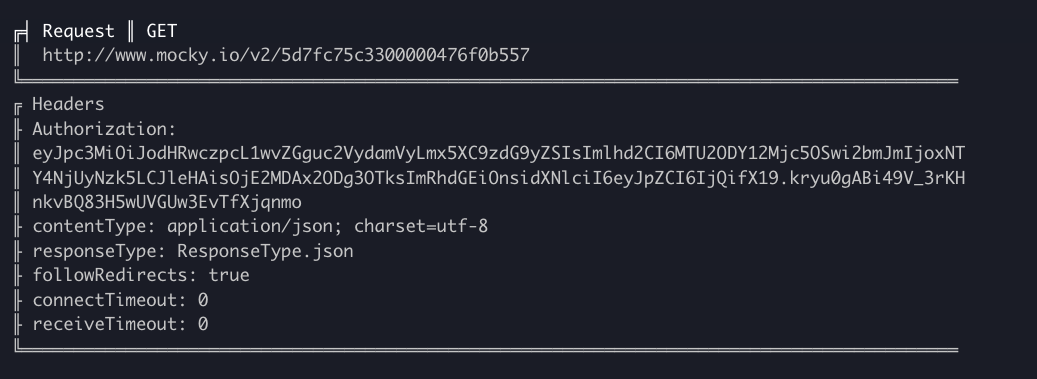 ╔╣ Request ║ GET
║  http://www.mocky.io/v2/5d7fc75c3300000476f0b557
╚══════════════════════════════════════════════════════════════════════════════════════════╝
╔ Headers
╟ Authorization:
║ eyJpc3MiOiJodHRwczpcL1wvZGguc2VydamVyLmx5XC9zdG9yZSIsImlhd2CI6MTU2ODY12Mjc5OSwi2bmJmIjoxNT
║ Y4NjUyNzk5LCJleHAisOjE2MDAx2ODg3OTksImRhdGEiOnsidXNlciI6eyJpZCI6IjQifX19.kryu0gABi49V_3rKH
║ nkvBQ83H5wUVGUw3EvTfXjqnmo
╟ contentType: application/json; charset=utf-8
╟ responseType: ResponseType.json
╟ followRedirects: true
╟ connectTimeout: 0
╟ receiveTimeout: 0